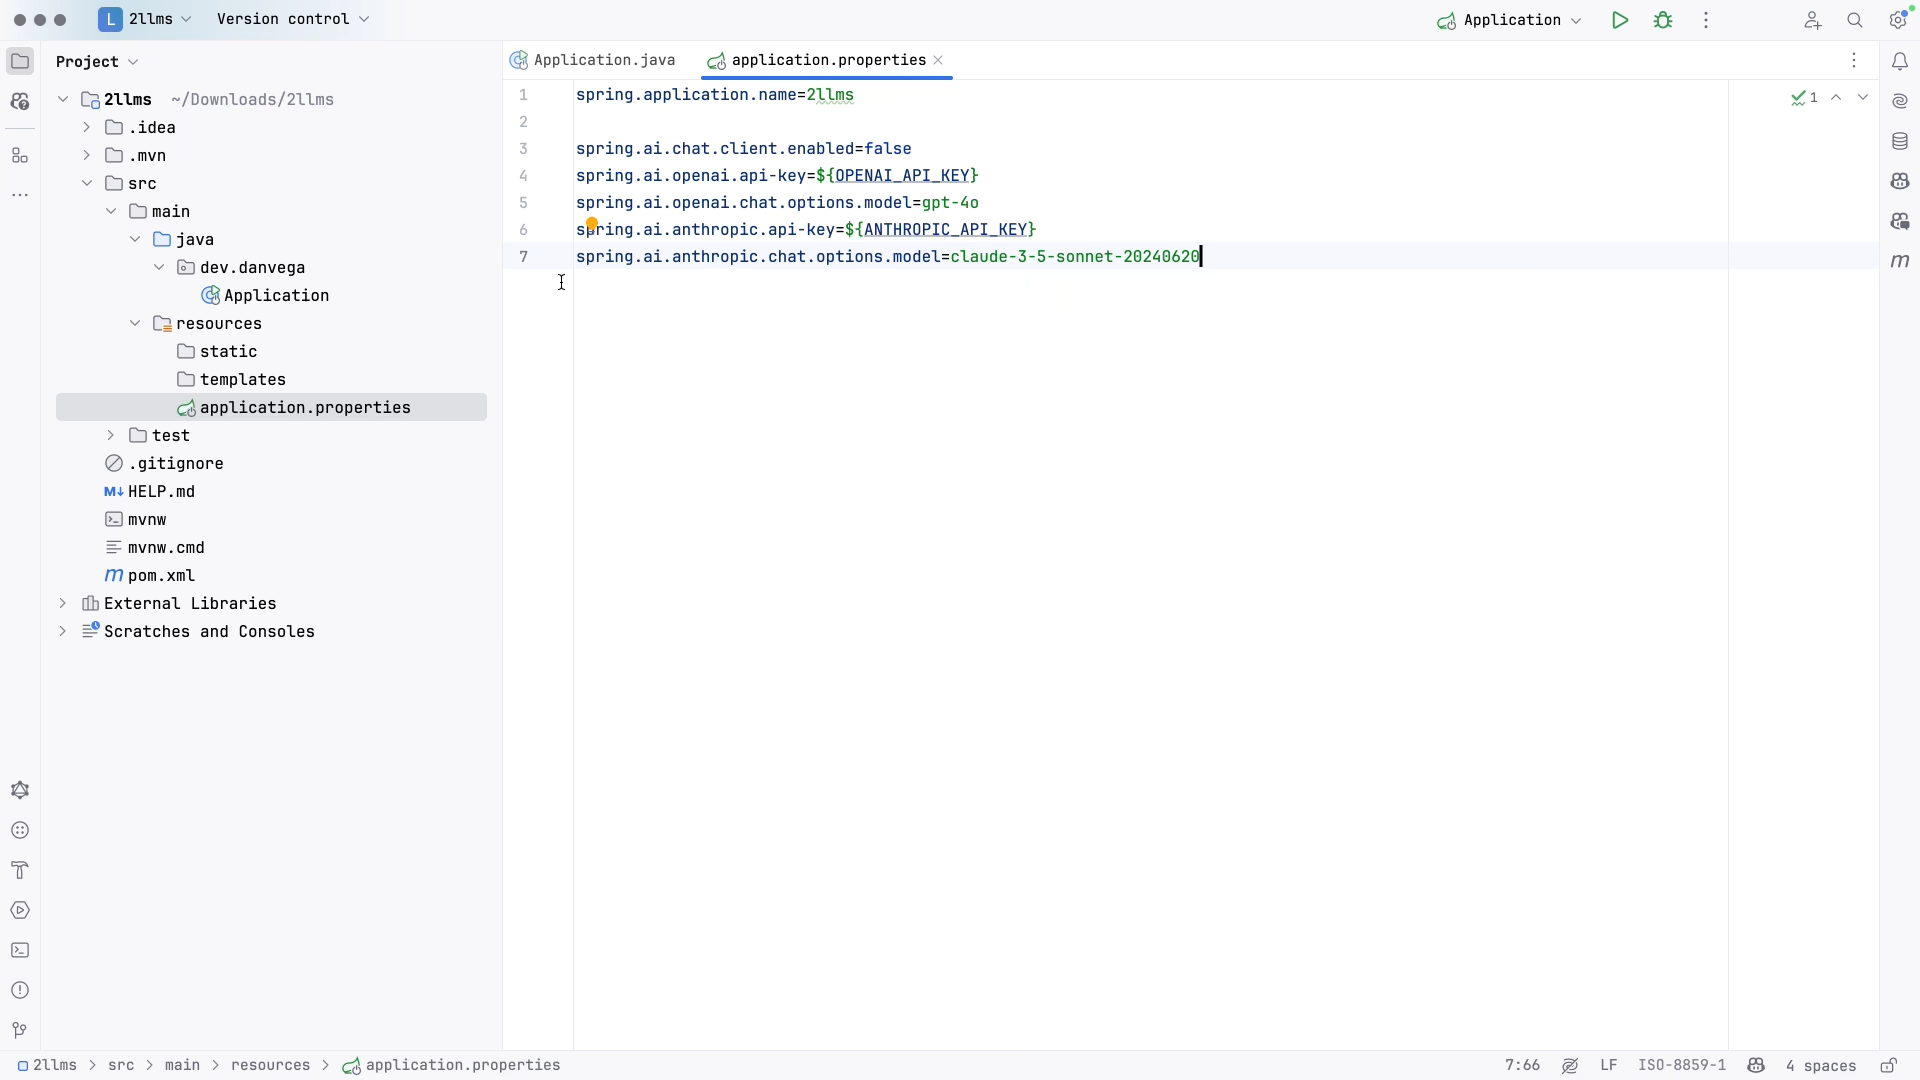 L 2llms Version control Application
Project
2llms ~/Downloads/2llms
.idea
.mvn
src
main
java
dev.danvega
Application
resources
static
templates
application.properties
test
.gitignore
M↓ HELP.md
mvnw
mvnw.cmd
m pom.xml
External Libraries
Scratches and Consoles
Application.java application.properties
1 spring.application.name=2llms
2
3 spring.ai.chat.client.enabled=false
4 spring.ai.openai.api-key=${OPENAI_API_KEY}
5 spring.ai.openai.chat.options.model=gpt-4o
6 spring.ai.anthropic.api-key=${ANTHROPIC_API_KEY}
7 spring.ai.anthropic.chat.options.model=claude-3-5-sonnet-20240620
1
m
2llms > src > main > resources > application.properties 7:66 LF ISO-8859-1 4 spaces